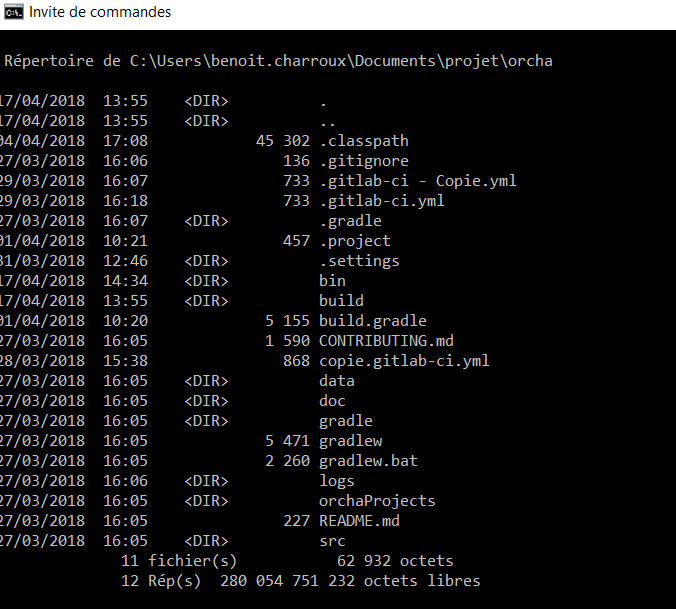 Invite de commandes
Répertoire de C:\Users\benoit.charroux\Documents\projet\orcha
17/04/2018 13:55 <DIR> .
17/04/2018 13:55 <DIR> ..
04/04/2018 17:08 45 302 .classpath
27/03/2018 16:06 136 .gitignore
29/03/2018 16:07 733 .gitlab-ci - Copie.yml
29/03/2018 16:18 733 .gitlab-ci.yml
27/03/2018 16:07 <DIR> .gradle
01/04/2018 10:21 457 .project
31/03/2018 12:46 <DIR> .settings
17/04/2018 14:34 <DIR> bin
17/04/2018 13:55 <DIR> build
01/04/2018 10:20 5 155 build.gradle
27/03/2018 16:05 1 590 CONTRIBUTING.md
28/03/2018 15:38 868 copie.gitlab-ci.yml
27/03/2018 16:05 <DIR> data
27/03/2018 16:05 <DIR> doc
27/03/2018 16:05 <DIR> gradle
27/03/2018 16:05 5 471 gradlew
27/03/2018 16:05 2 260 gradlew.bat
27/03/2018 16:06 <DIR> logs
27/03/2018 16:05 <DIR> orchaProjects
27/03/2018 16:05 227 README.md
27/03/2018 16:05 <DIR> src
11 fichier(s) 62 932 octets
12 Rép(s) 280 054 751 232 octets libres